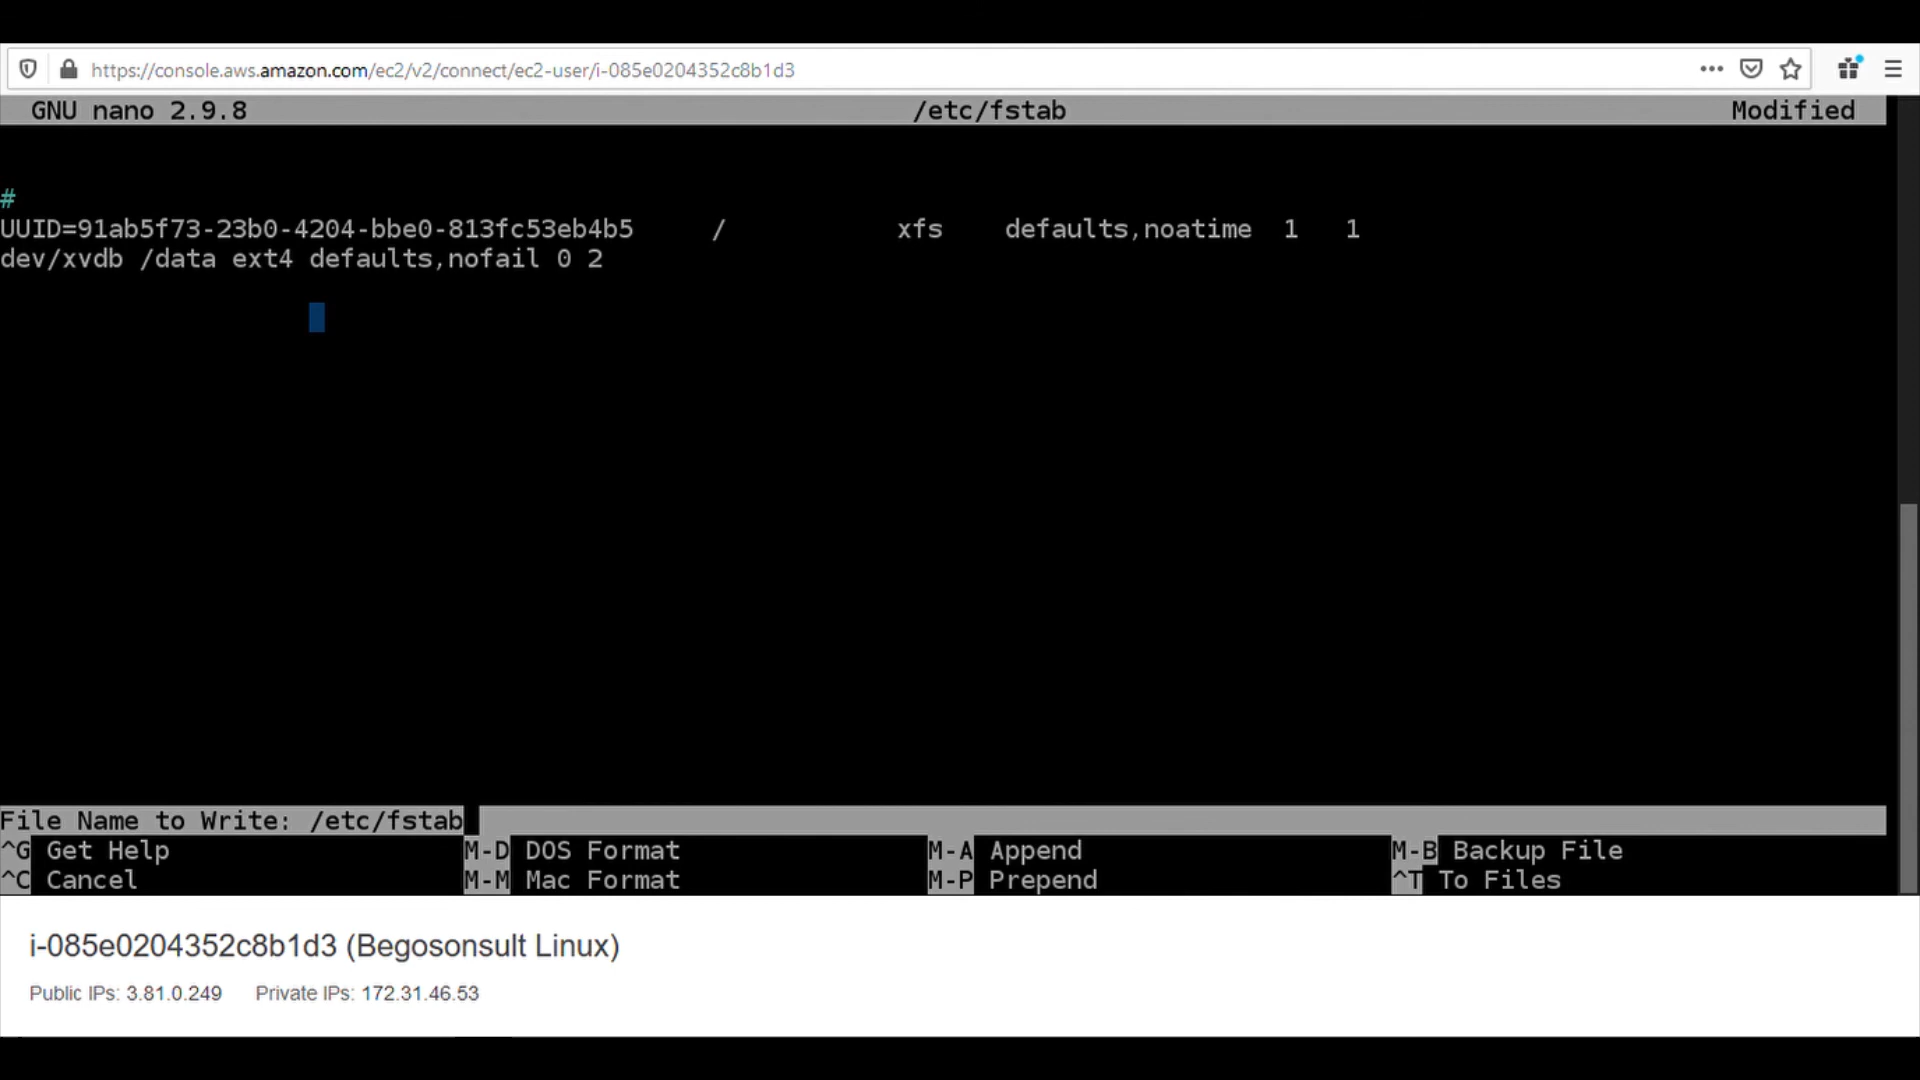 https://console.aws.amazon.com/ec2/v2/connect/ec2-user/i-085e0204352c8b1d3
GNU nano 2.9.8 /etc/fstab Modified
#
UUID=91ab5f73-23b0-4204-bbe0-813fc53eb4b5 / xfs defaults,noatime 1 1
dev/xvdb /data ext4 defaults,nofail 0 2
File Name to Write: /etc/fstab
^G Get Help M-D DOS Format M-A Append M-B Backup File
^C Cancel M-M Mac Format M-P Prepend ^T To Files
i-085e0204352c8b1d3 (Begosonsult Linux)
Public IPs: 3.81.0.249 Private IPs: 172.31.46.53